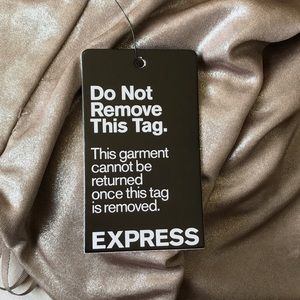 Do Not
Remove
This Tag.
This garment
cannot be
returned
once this tag
is removed.
EXPRESS